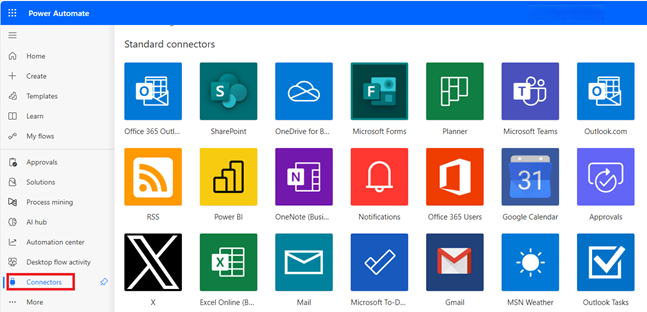 Power Automate
Standard connectors
Home
Create
Templates
Learn
My flows
Approvals
Solutions
Process mining
AI hub
Automation center
Desktop flow activity
Connectors
More
Office 365 Outl...
SharePoint
OneDrive for B...
Microsoft Forms
Planner
Microsoft Teams
Outlook.com
RSS
Power BI
OneNote (Busi...
Notifications
Office 365 Users
31
Google Calendar
Approvals
X
Excel Online (B...
Mail
Microsoft To-D...
Gmail
MSN Weather
Outlook Tasks